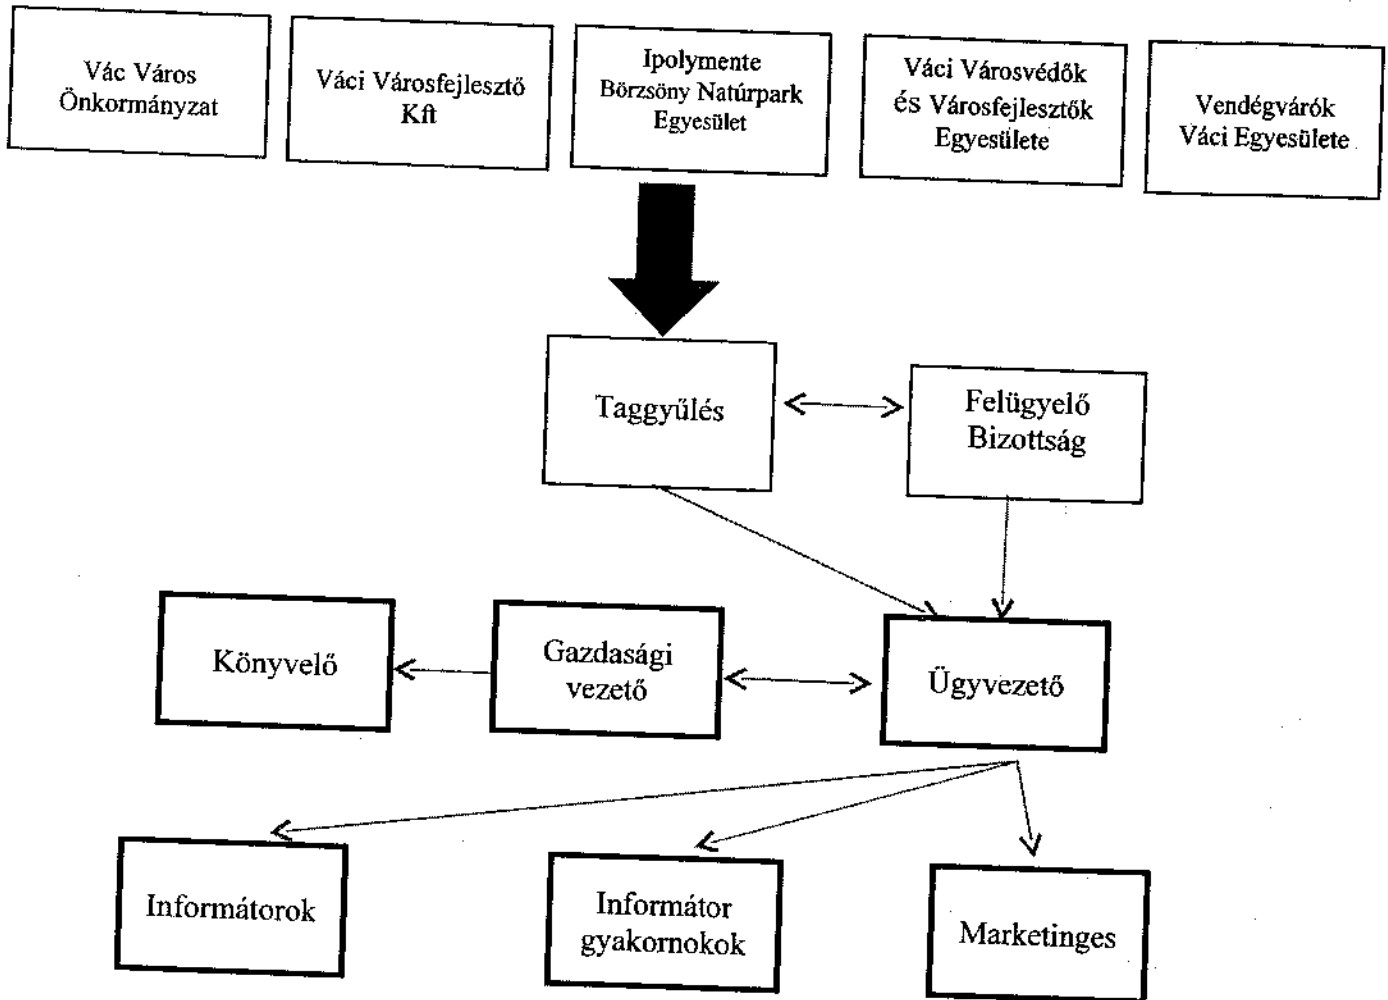 Vác Város
Önkormányzat
Váci Városfejlesztő
Kft
Ipolymente
Börzsöny Natúrpark
Egyesület
Váci Városvédők
és Városfejlesztők
Egyesülete
Vendégvárók
Váci Egyesülete
Taggyűlés
Felügyelő
Bizottság
Könyvelő
Gazdasági
vezető
Ügyvezető
Informátorok
Informátor
gyakornokok
Marketinges